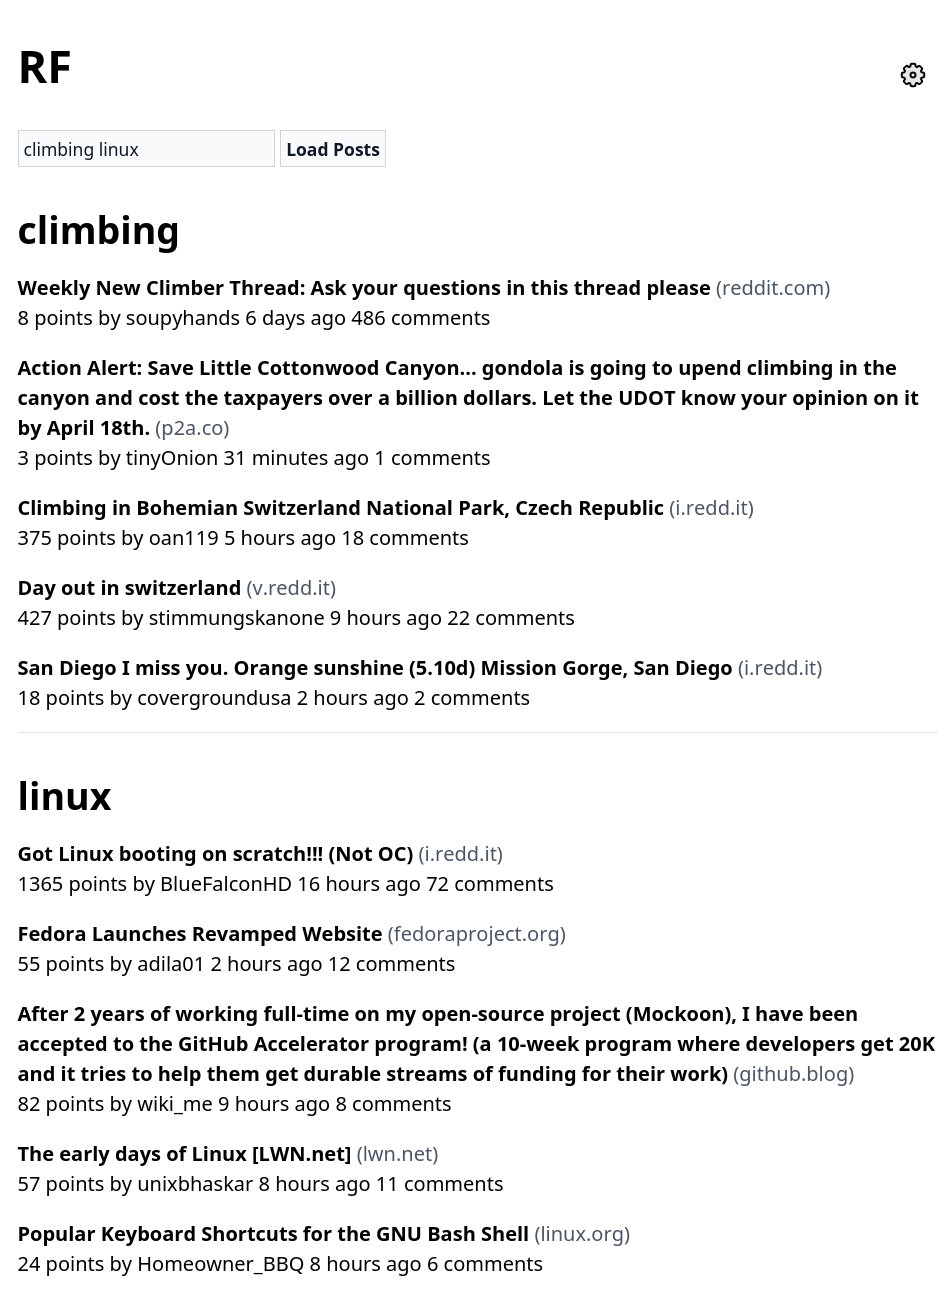 RF
climbing linux
Load Posts
climbing
Weekly New Climber Thread: Ask your questions in this thread please (reddit.com)
8 points by soupyhands 6 days ago 486 comments
Action Alert: Save Little Cottonwood Canyon... gondola is going to upend climbing in the
canyon and cost the taxpayers over a billion dollars. Let the UDOT know your opinion on it
by April 18th. (p2a.co)
3 points by tinyOnion 31 minutes ago 1 comments
Climbing in Bohemian Switzerland National Park, Czech Republic (i.redd.it)
375 points by oan119 5 hours ago 18 comments
Day out in switzerland (v.redd.it)
427 points by stimmungskanone 9 hours ago 22 comments
San Diego I miss you. Orange sunshine (5.10d) Mission Gorge, San Diego (i.redd.it)
18 points by covergroundusa 2 hours ago 2 comments
linux
Got Linux booting on scratch!!! (Not OC) (i.redd.it)
1365 points by BlueFalconHD 16 hours ago 72 comments
Fedora Launches Revamped Website (fedoraproject.org)
55 points by adila01 2 hours ago 12 comments
After 2 years of working full-time on my open-source project (Mockoon), I have been
accepted to the GitHub Accelerator program! (a 10-week program where developers get 20K
and it tries to help them get durable streams of funding for their work) (github.blog)
82 points by wiki_me 9 hours ago 8 comments
The early days of Linux [LWN.net] (lwn.net)
57 points by unixbhaskar 8 hours ago 11 comments
Popular Keyboard Shortcuts for the GNU Bash Shell (linux.org)
24 points by Homeowner_BBQ 8 hours ago 6 comments